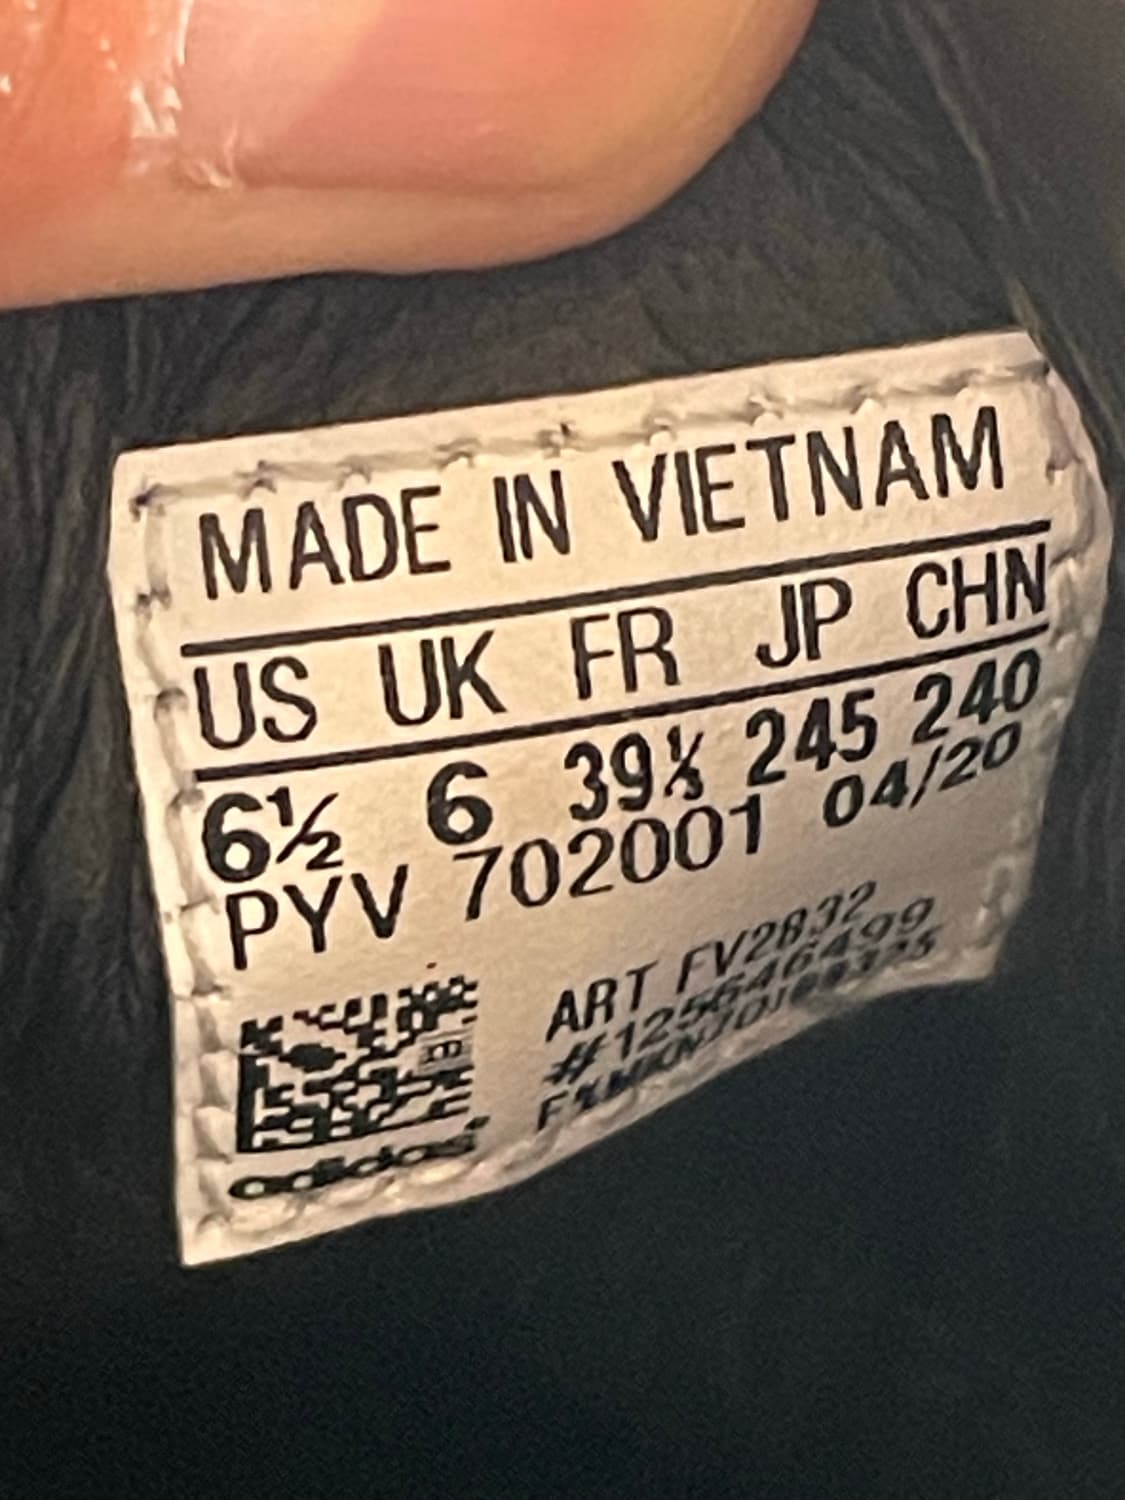 MADE IN VIETNAM
US UK FR JP CHN
6½ 6 39⅓ 245 240
PYV 702001 04/20
ART FV2832
#125646499
adidas